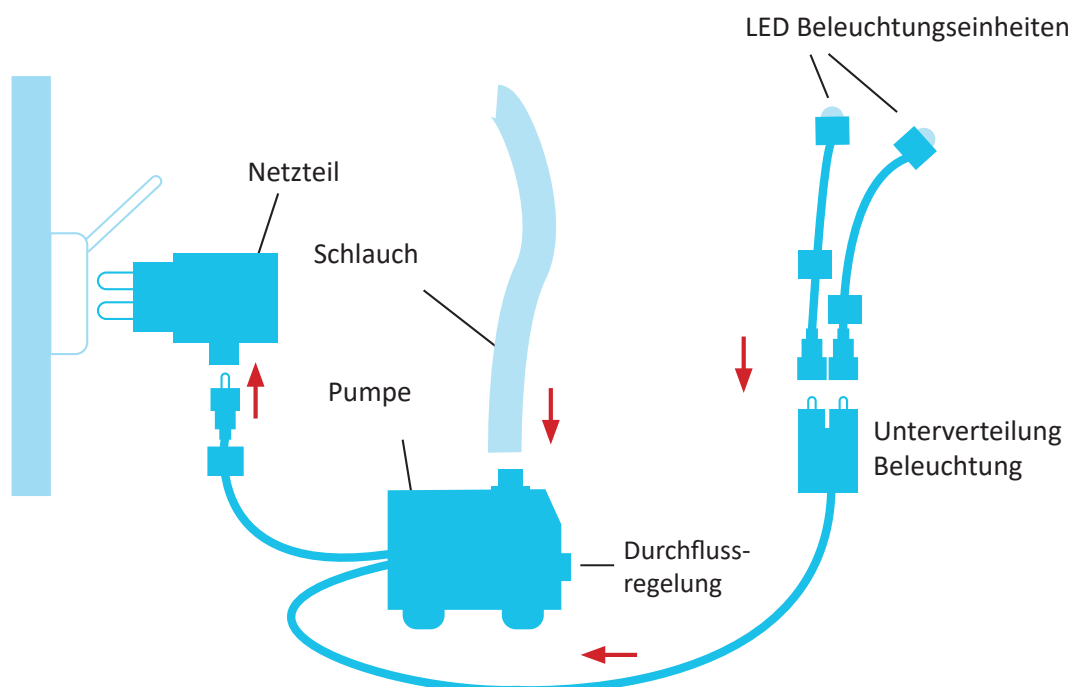 LED Beleuchtungseinheiten
Netzteil
Schlauch
Pumpe
Unterverteilung
Beleuchtung
Durchfluss-
regelung